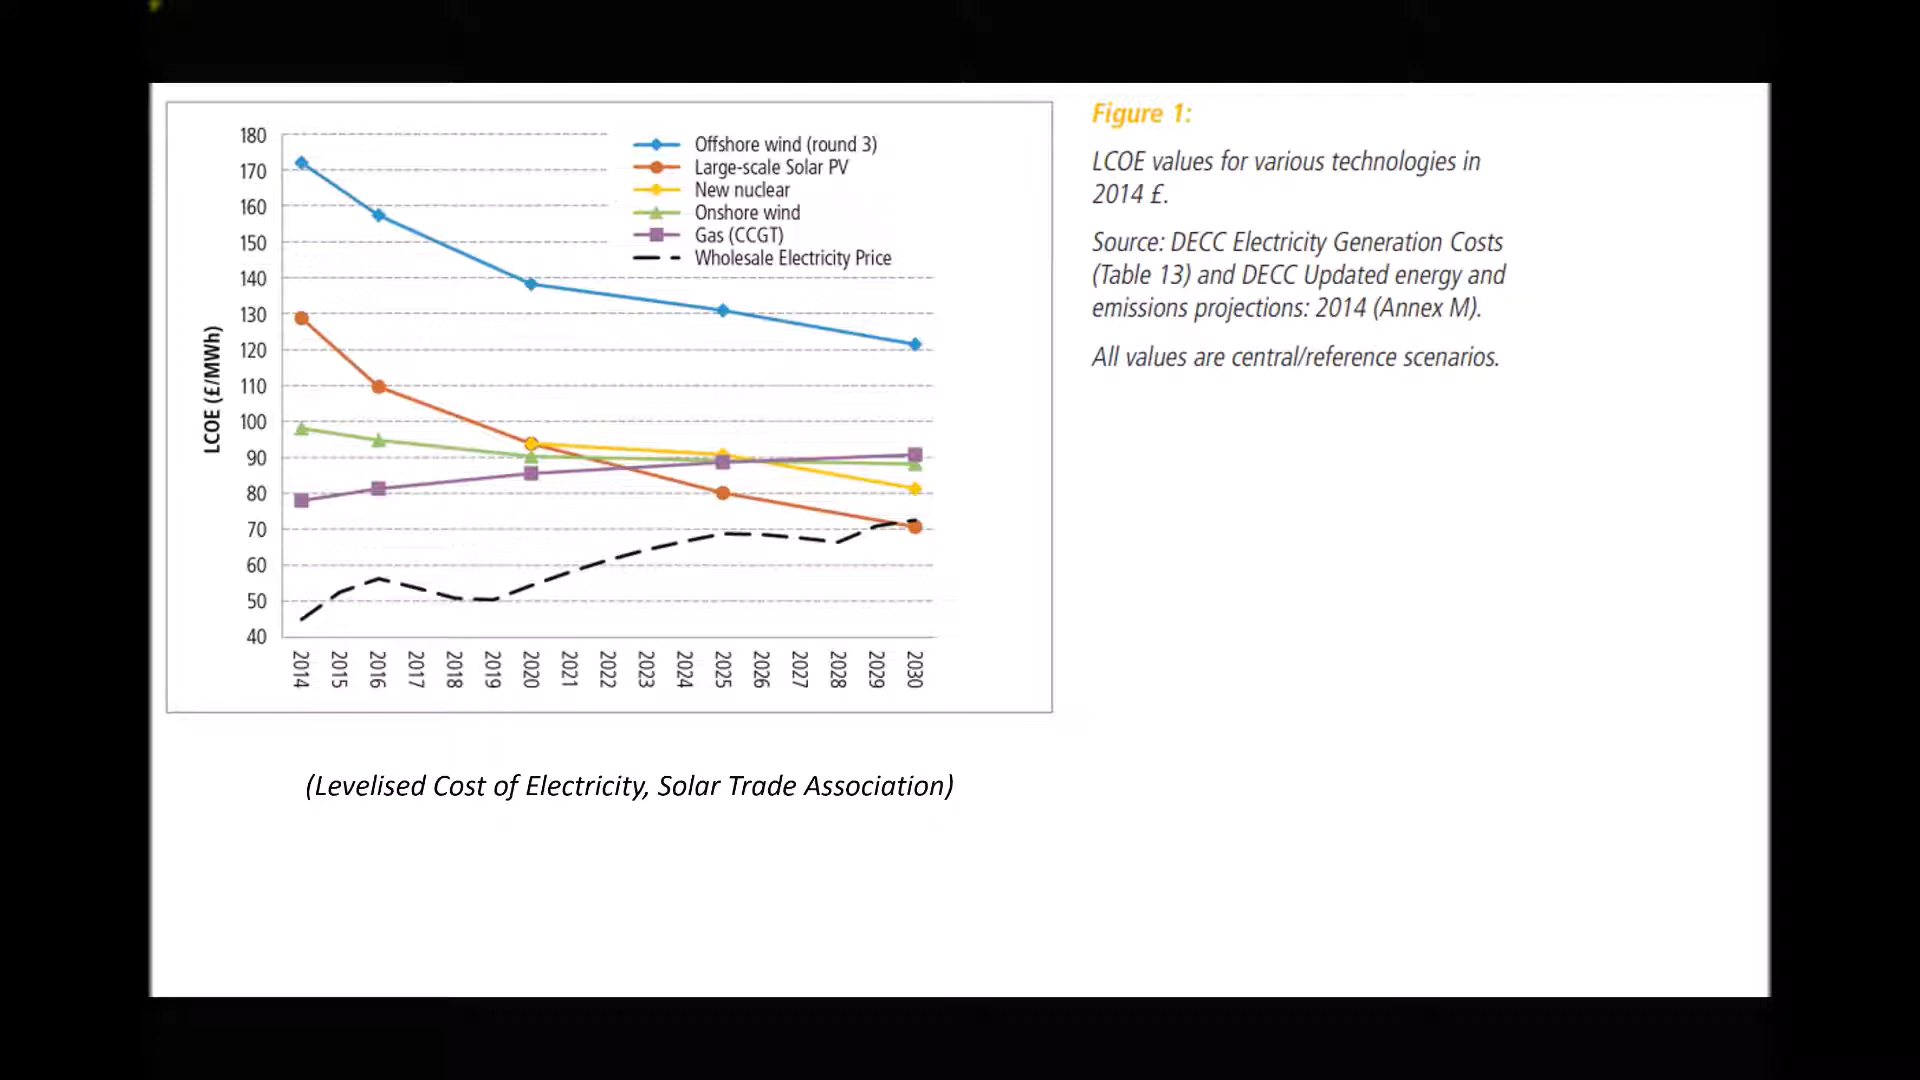 180
170
160
150
140
130
120
110
100
90
80
70
60
50
40
LCOE (£/MWh)
2014
2015
2016
2017
2018
2019
2020
2021
2022
2023
2024
2025
2026
2027
2028
2029
2030
Offshore wind (round 3)
Large-scale Solar PV
New nuclear
Onshore wind
Gas (CCGT)
Wholesale Electricity Price
Figure 1:
LCOE values for various technologies in
2014 £.
Source: DECC Electricity Generation Costs
(Table 13) and DECC Updated energy and
emissions projections: 2014 (Annex M).
All values are central/reference scenarios.
(Levelised Cost of Electricity, Solar Trade Association)